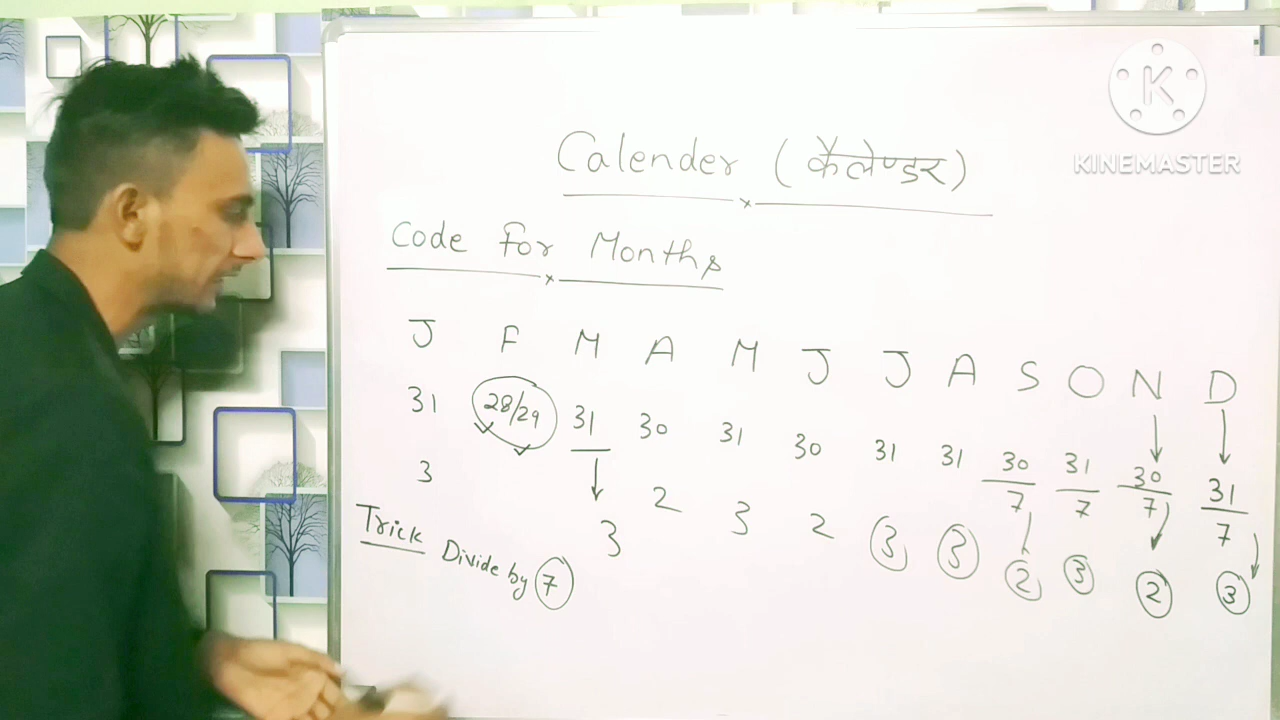 Calender (कैलेण्डर)
K
KINEMASTER
Code for Months
J F M A M J J A S O N D
31 28/29 31 30 31 30 31 31 30/7 31/7 30/7 31/7
3 3 2 3 2 3 3 2 3 2 3
Trick Divide by 7